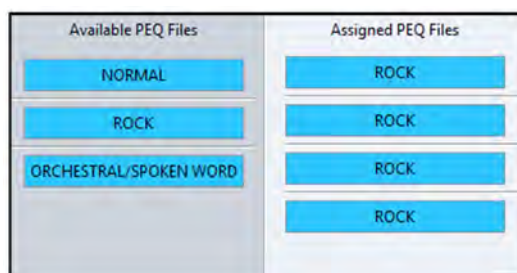 Available PEQ Files
NORMAL
ROCK
ORCHESTRAL/SPOKEN WORD
Assigned PEQ Files
ROCK
ROCK
ROCK
ROCK